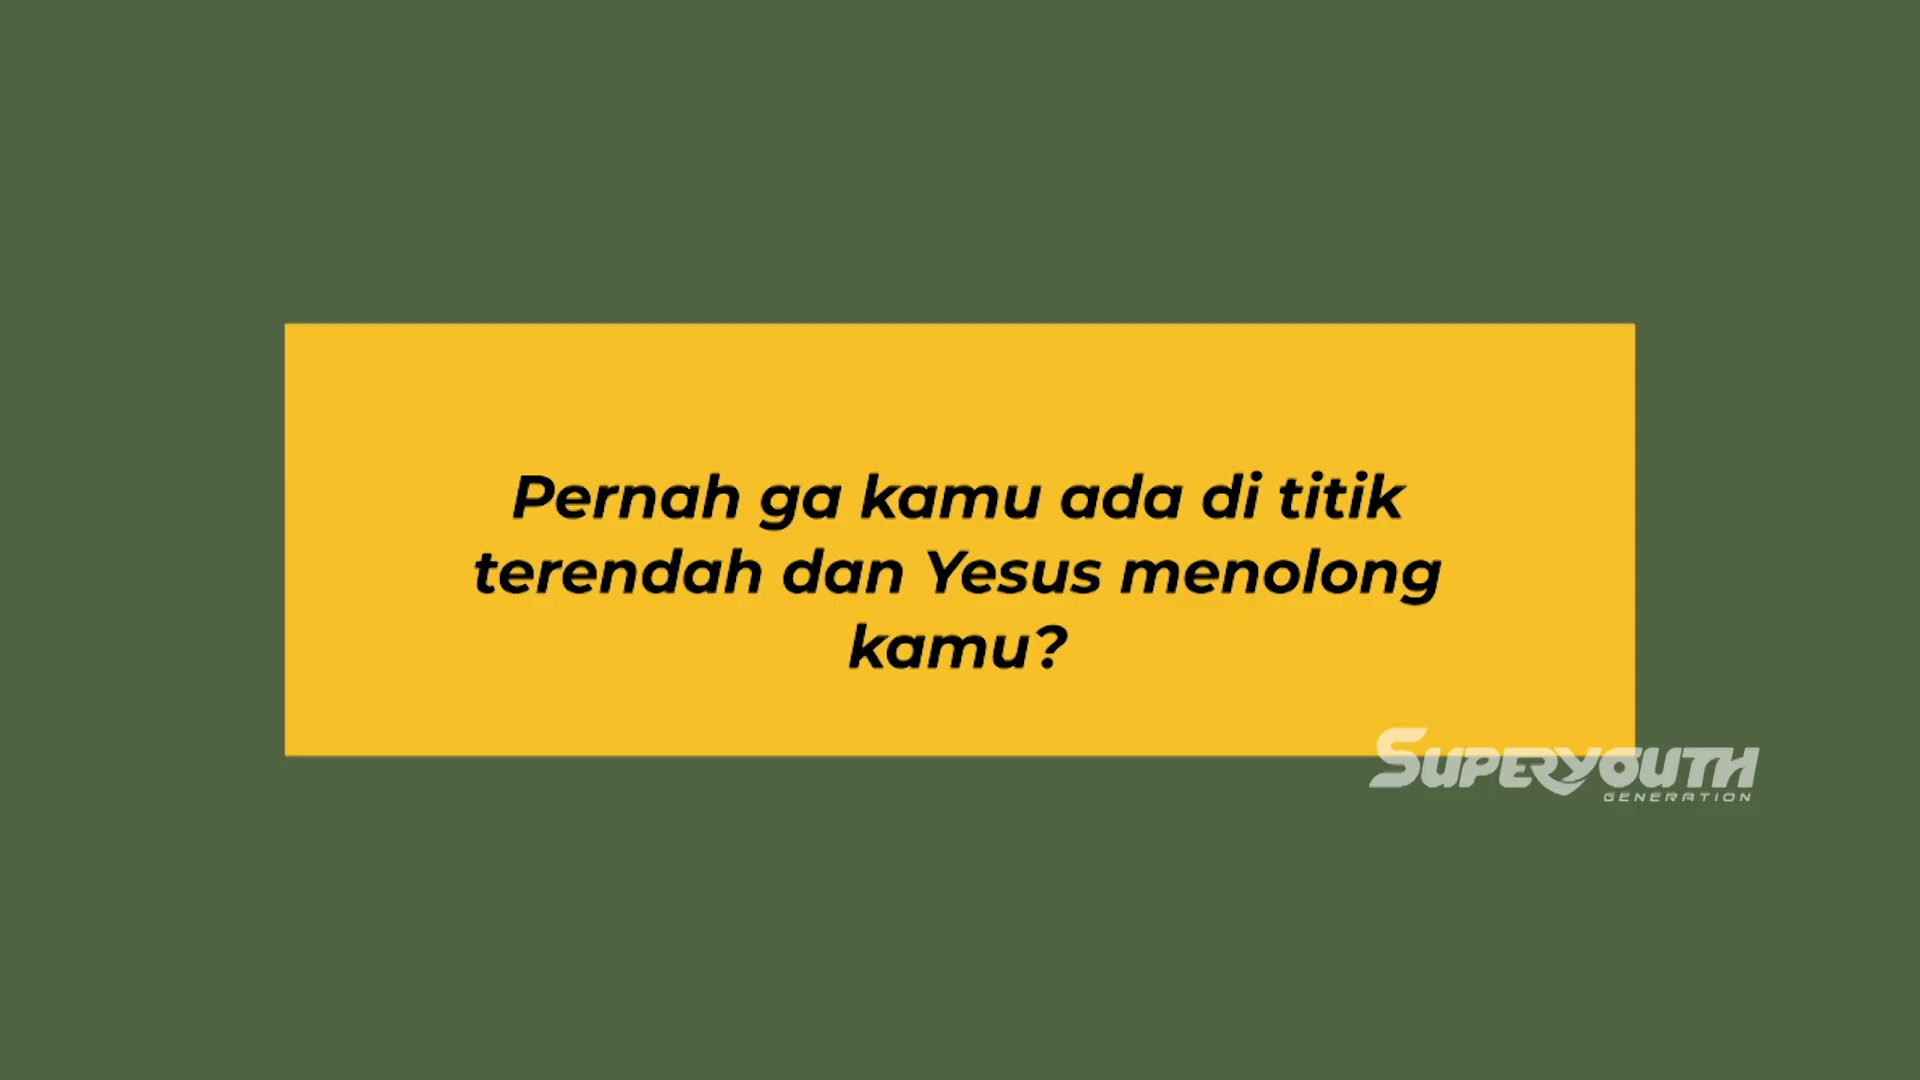 Pernah ga kamu ada di titik
terendah dan Yesus menolong
kamu?
SUPERYOUTH
GENERATION